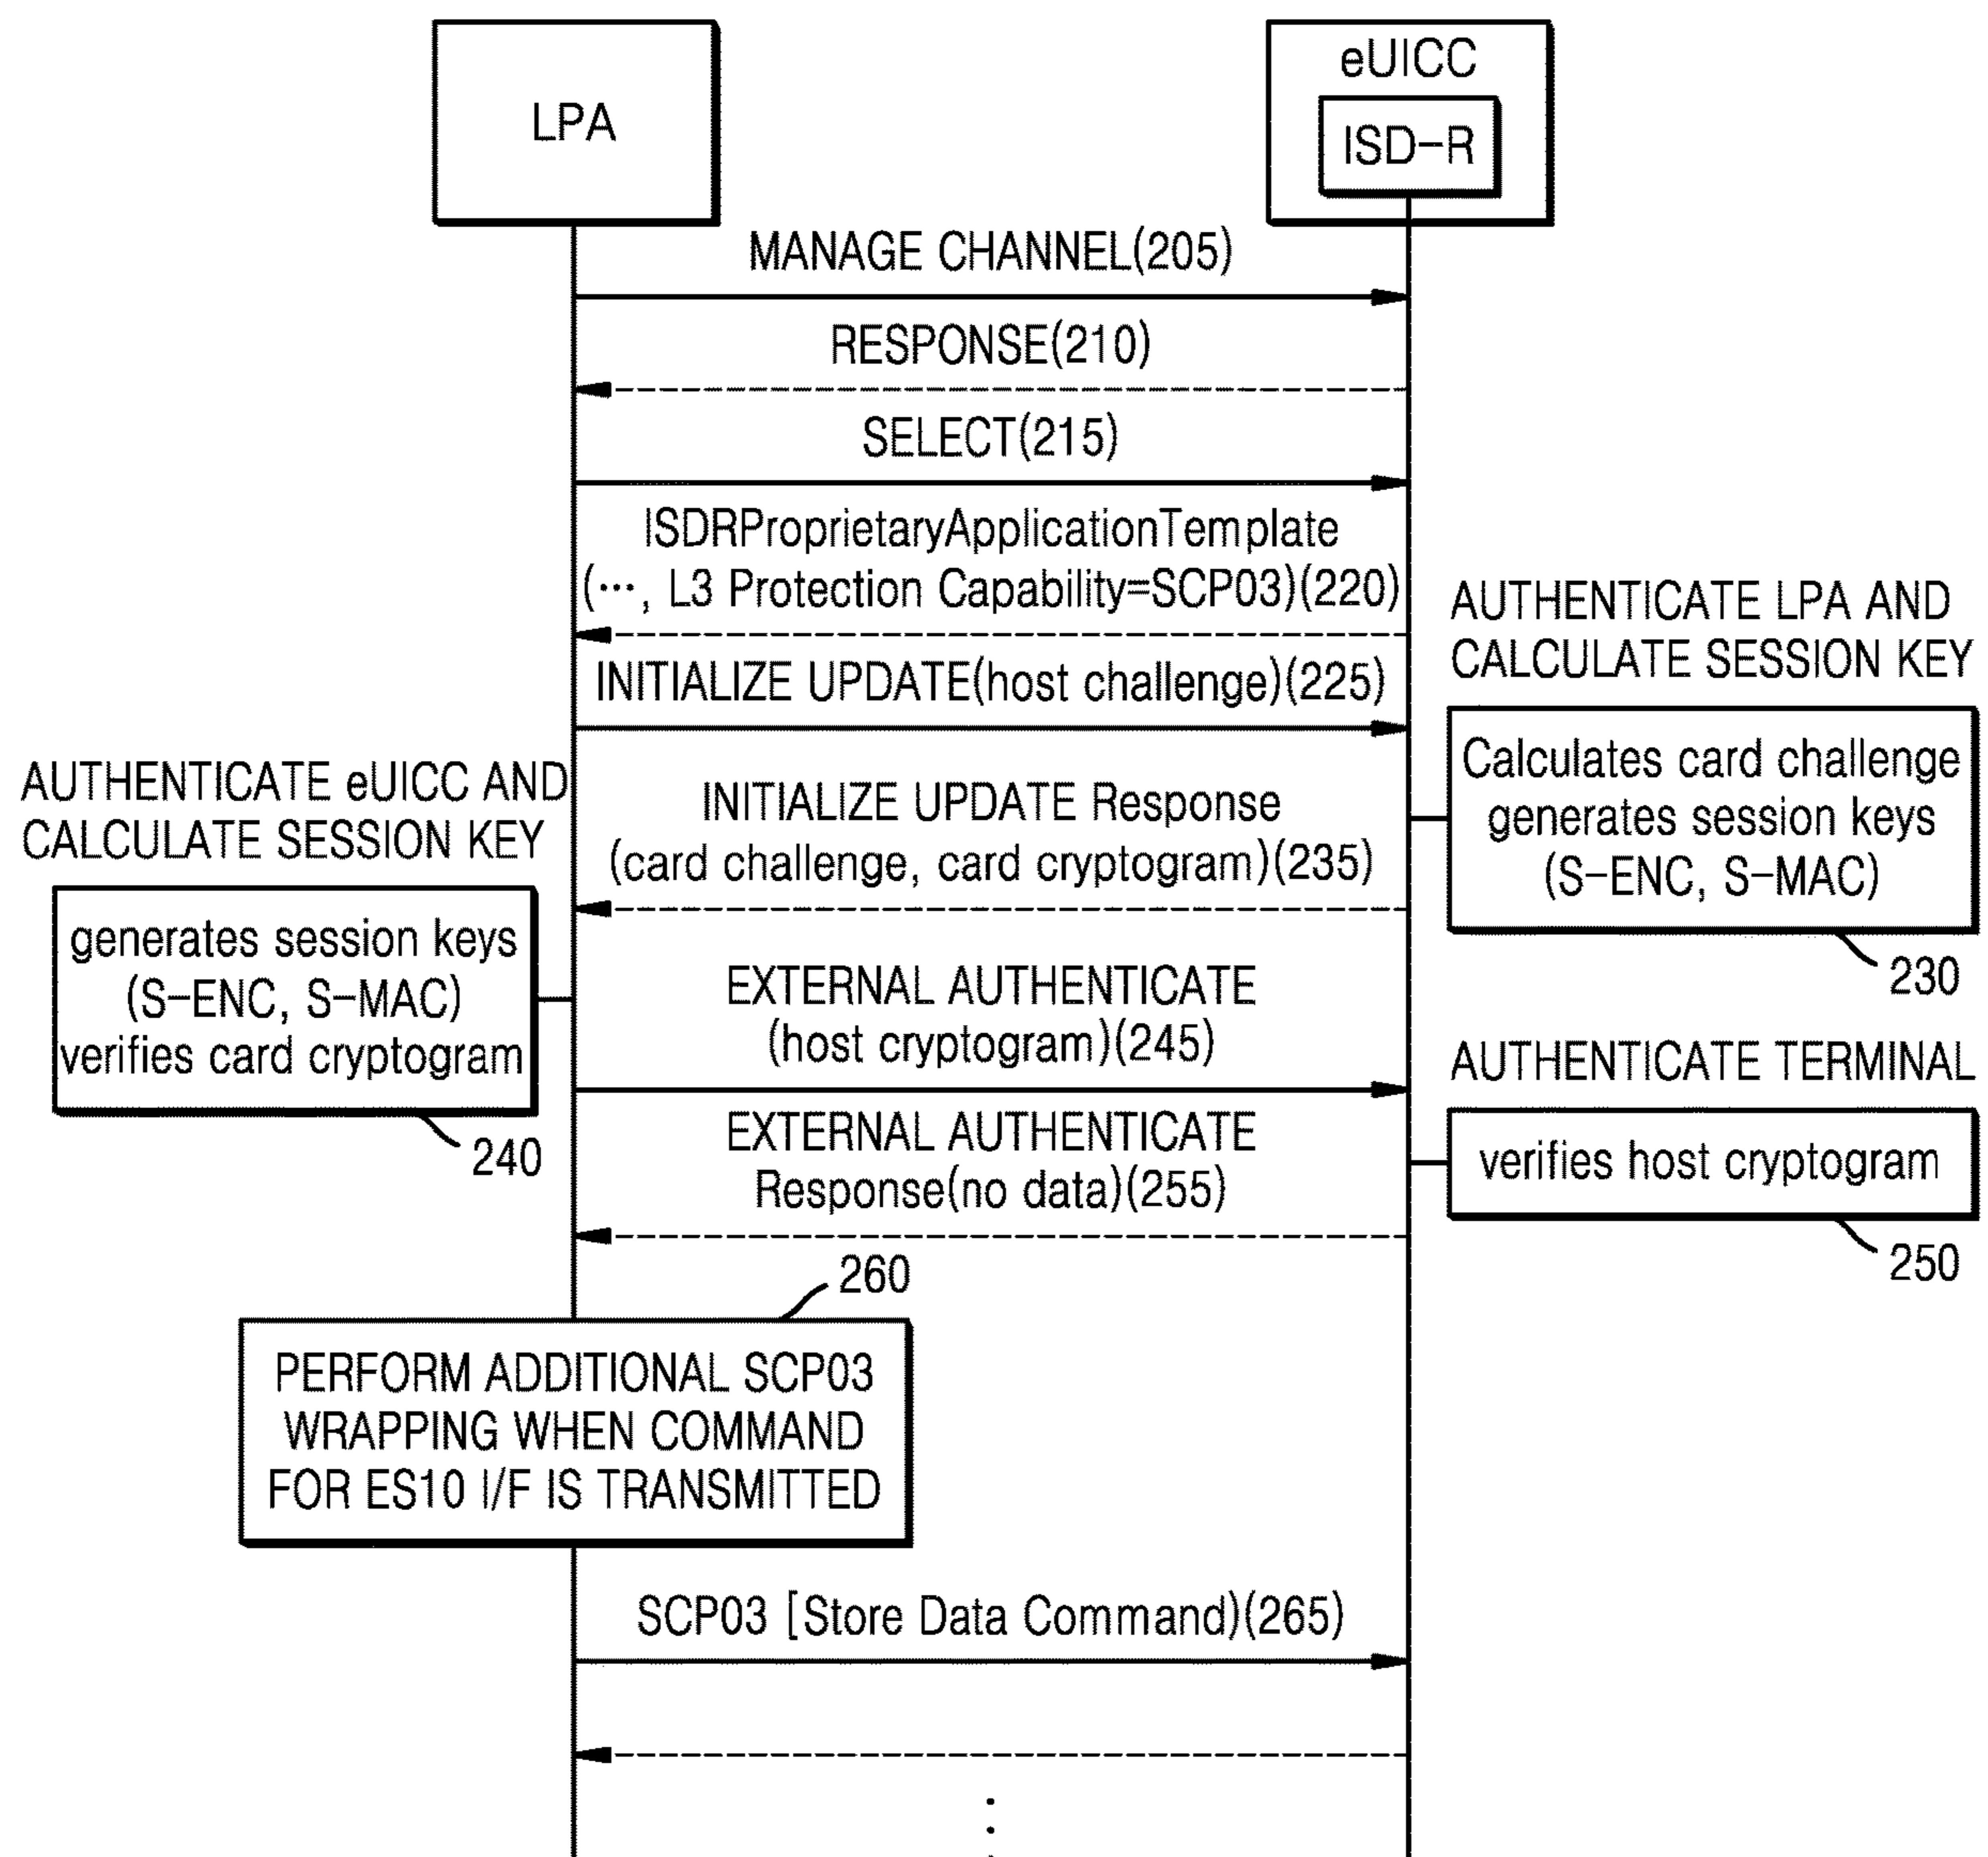 LPA
eUICC
ISD-R
MANAGE CHANNEL(205)
RESPONSE(210)
SELECT(215)
ISDRProprietaryApplicationTemplate
(···, L3 Protection Capability=SCP03)(220)
AUTHENTICATE LPA AND
CALCULATE SESSION KEY
INITIALIZE UPDATE(host challenge)(225)
Calculates card challenge
generates session keys
(S-ENC, S-MAC)
230
AUTHENTICATE eUICC AND
CALCULATE SESSION KEY
INITIALIZE UPDATE Response
(card challenge, card cryptogram)(235)
generates session keys
(S-ENC, S-MAC)
verifies card cryptogram
240
EXTERNAL AUTHENTICATE
(host cryptogram)(245)
AUTHENTICATE TERMINAL
verifies host cryptogram
250
EXTERNAL AUTHENTICATE
Response(no data)(255)
260
PERFORM ADDITIONAL SCP03
WRAPPING WHEN COMMAND
FOR ES10 I/F IS TRANSMITTED
SCP03 [Store Data Command)(265)